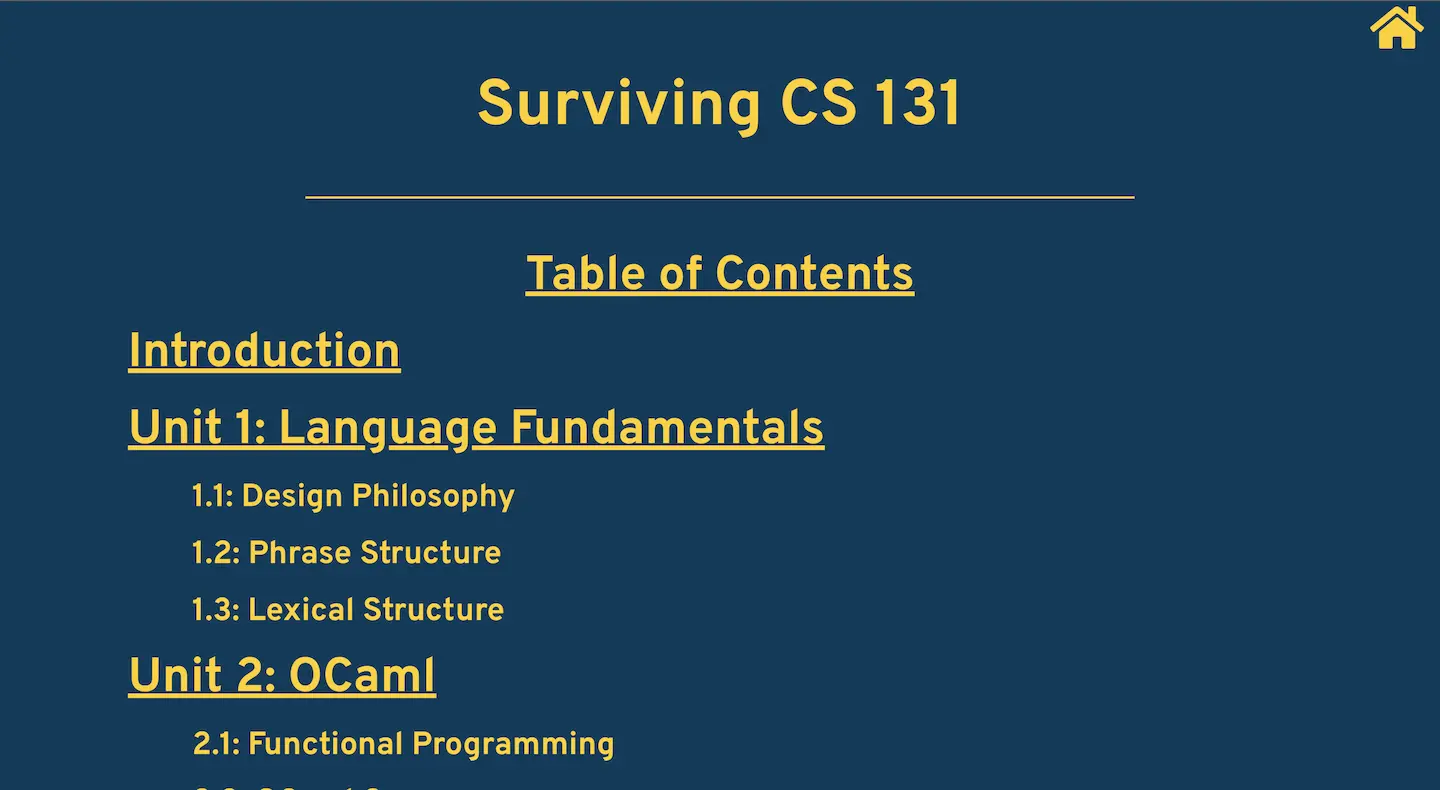 Surviving CS 131
Table of Contents
Introduction
Unit 1: Language Fundamentals
1.1: Design Philosophy
1.2: Phrase Structure
1.3: Lexical Structure
Unit 2: OCaml
2.1: Functional Programming